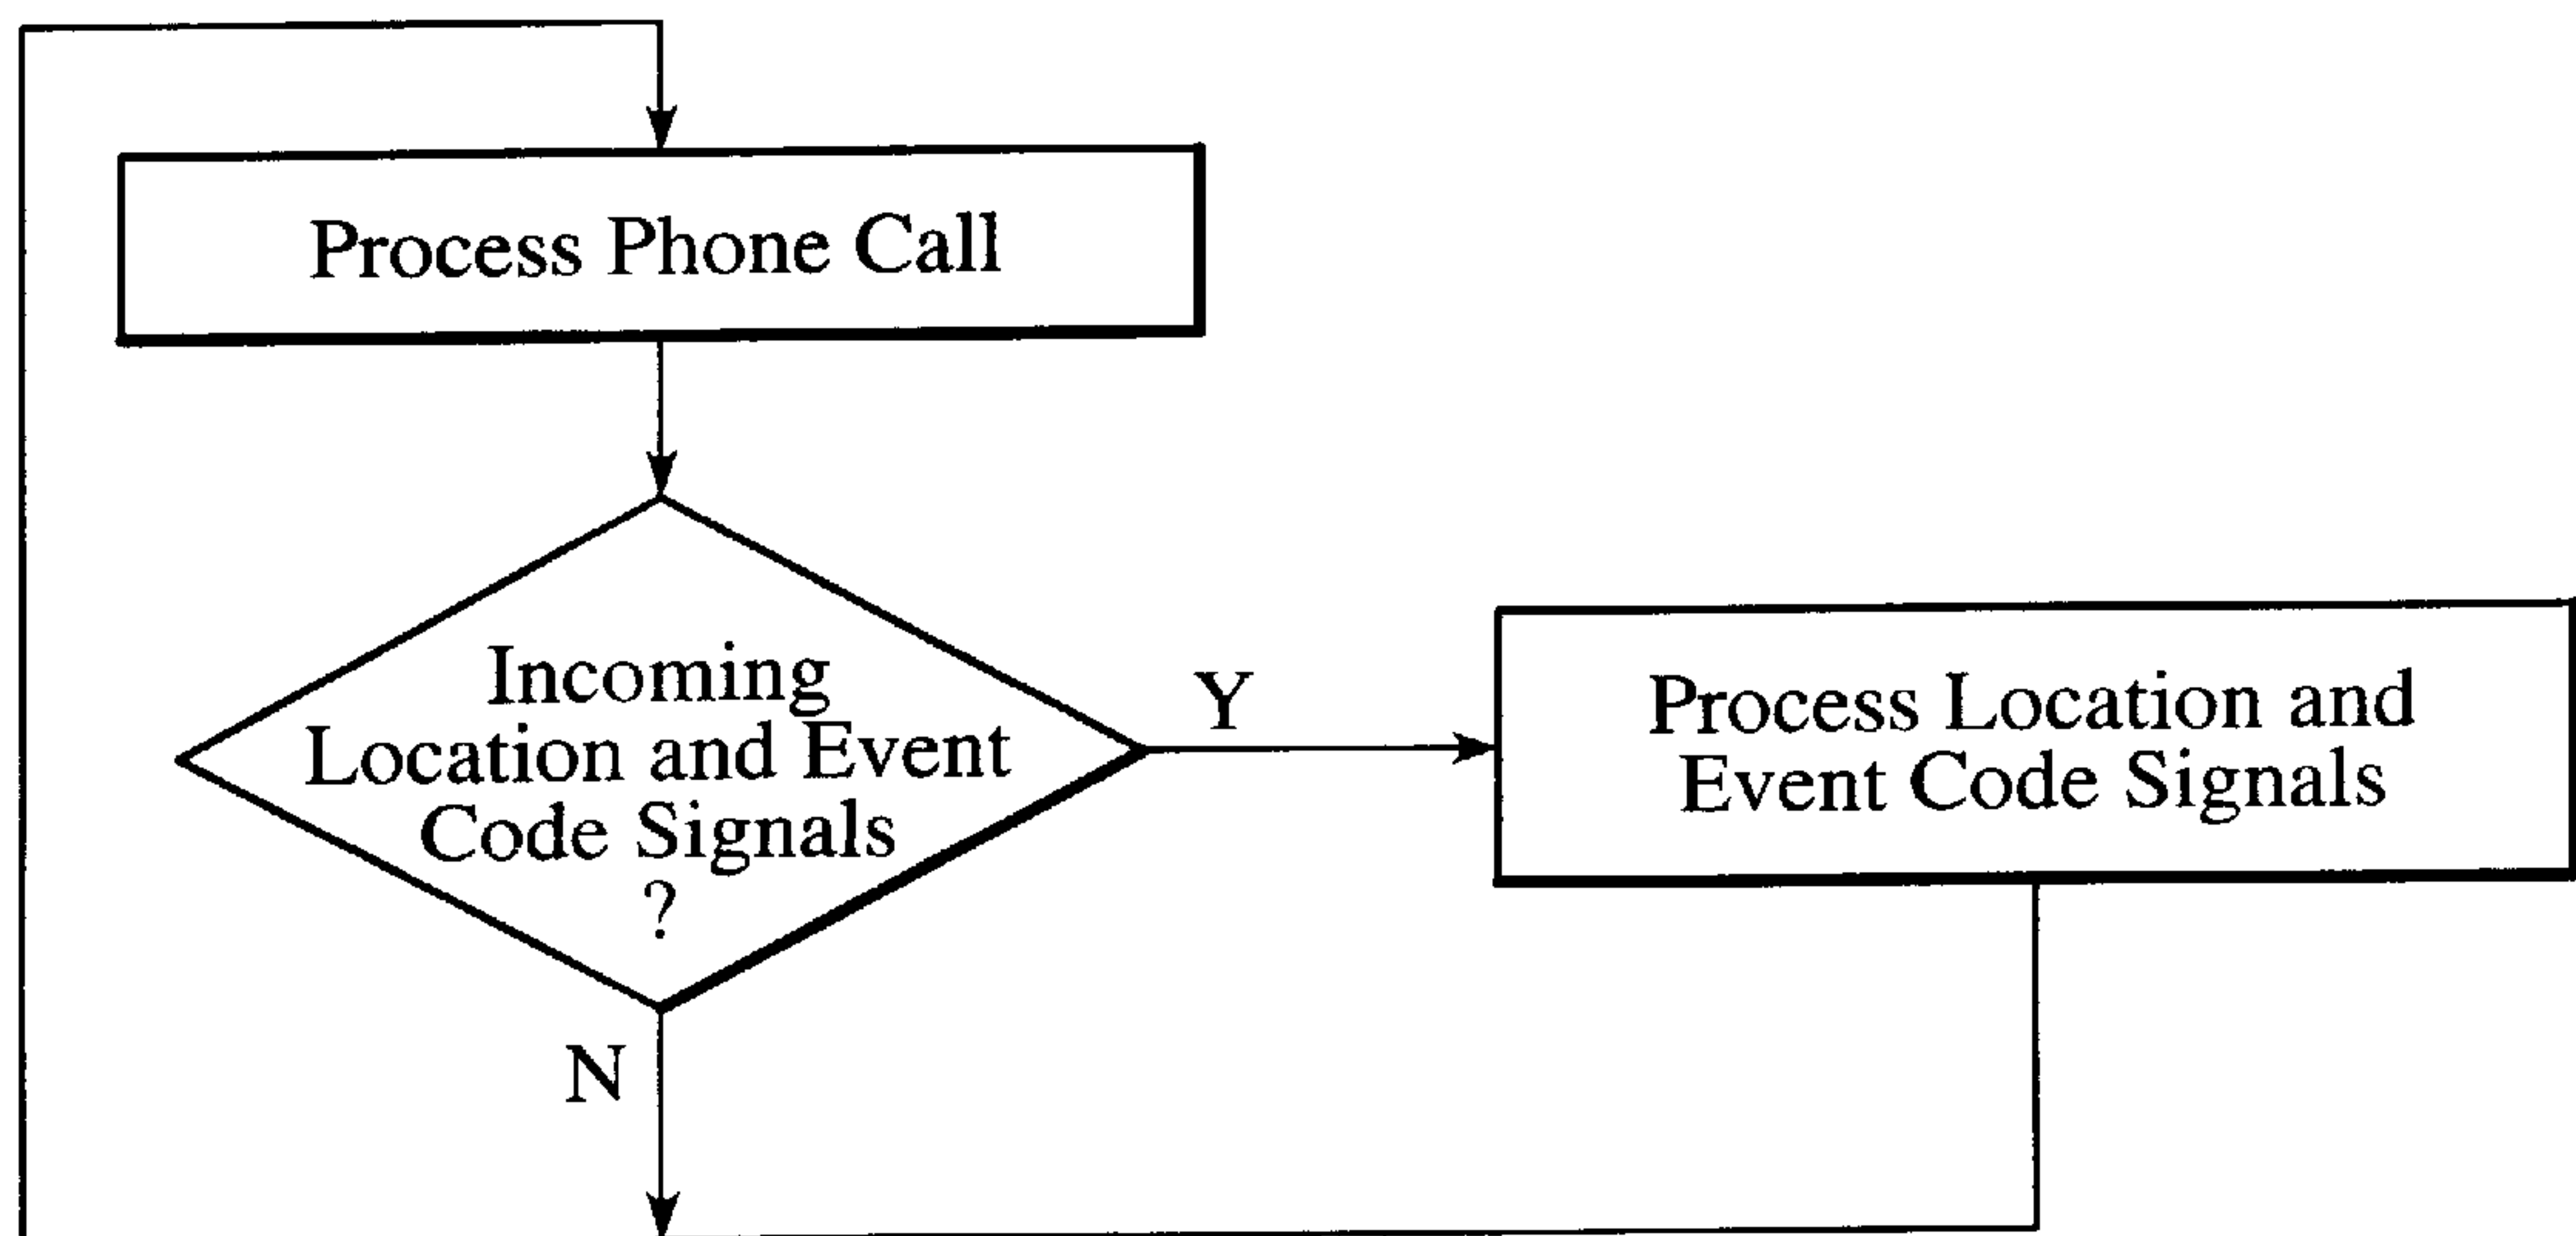 Process Phone Call
Incoming
Location and Event
Code Signals
?
Y
Process Location and
Event Code Signals
N